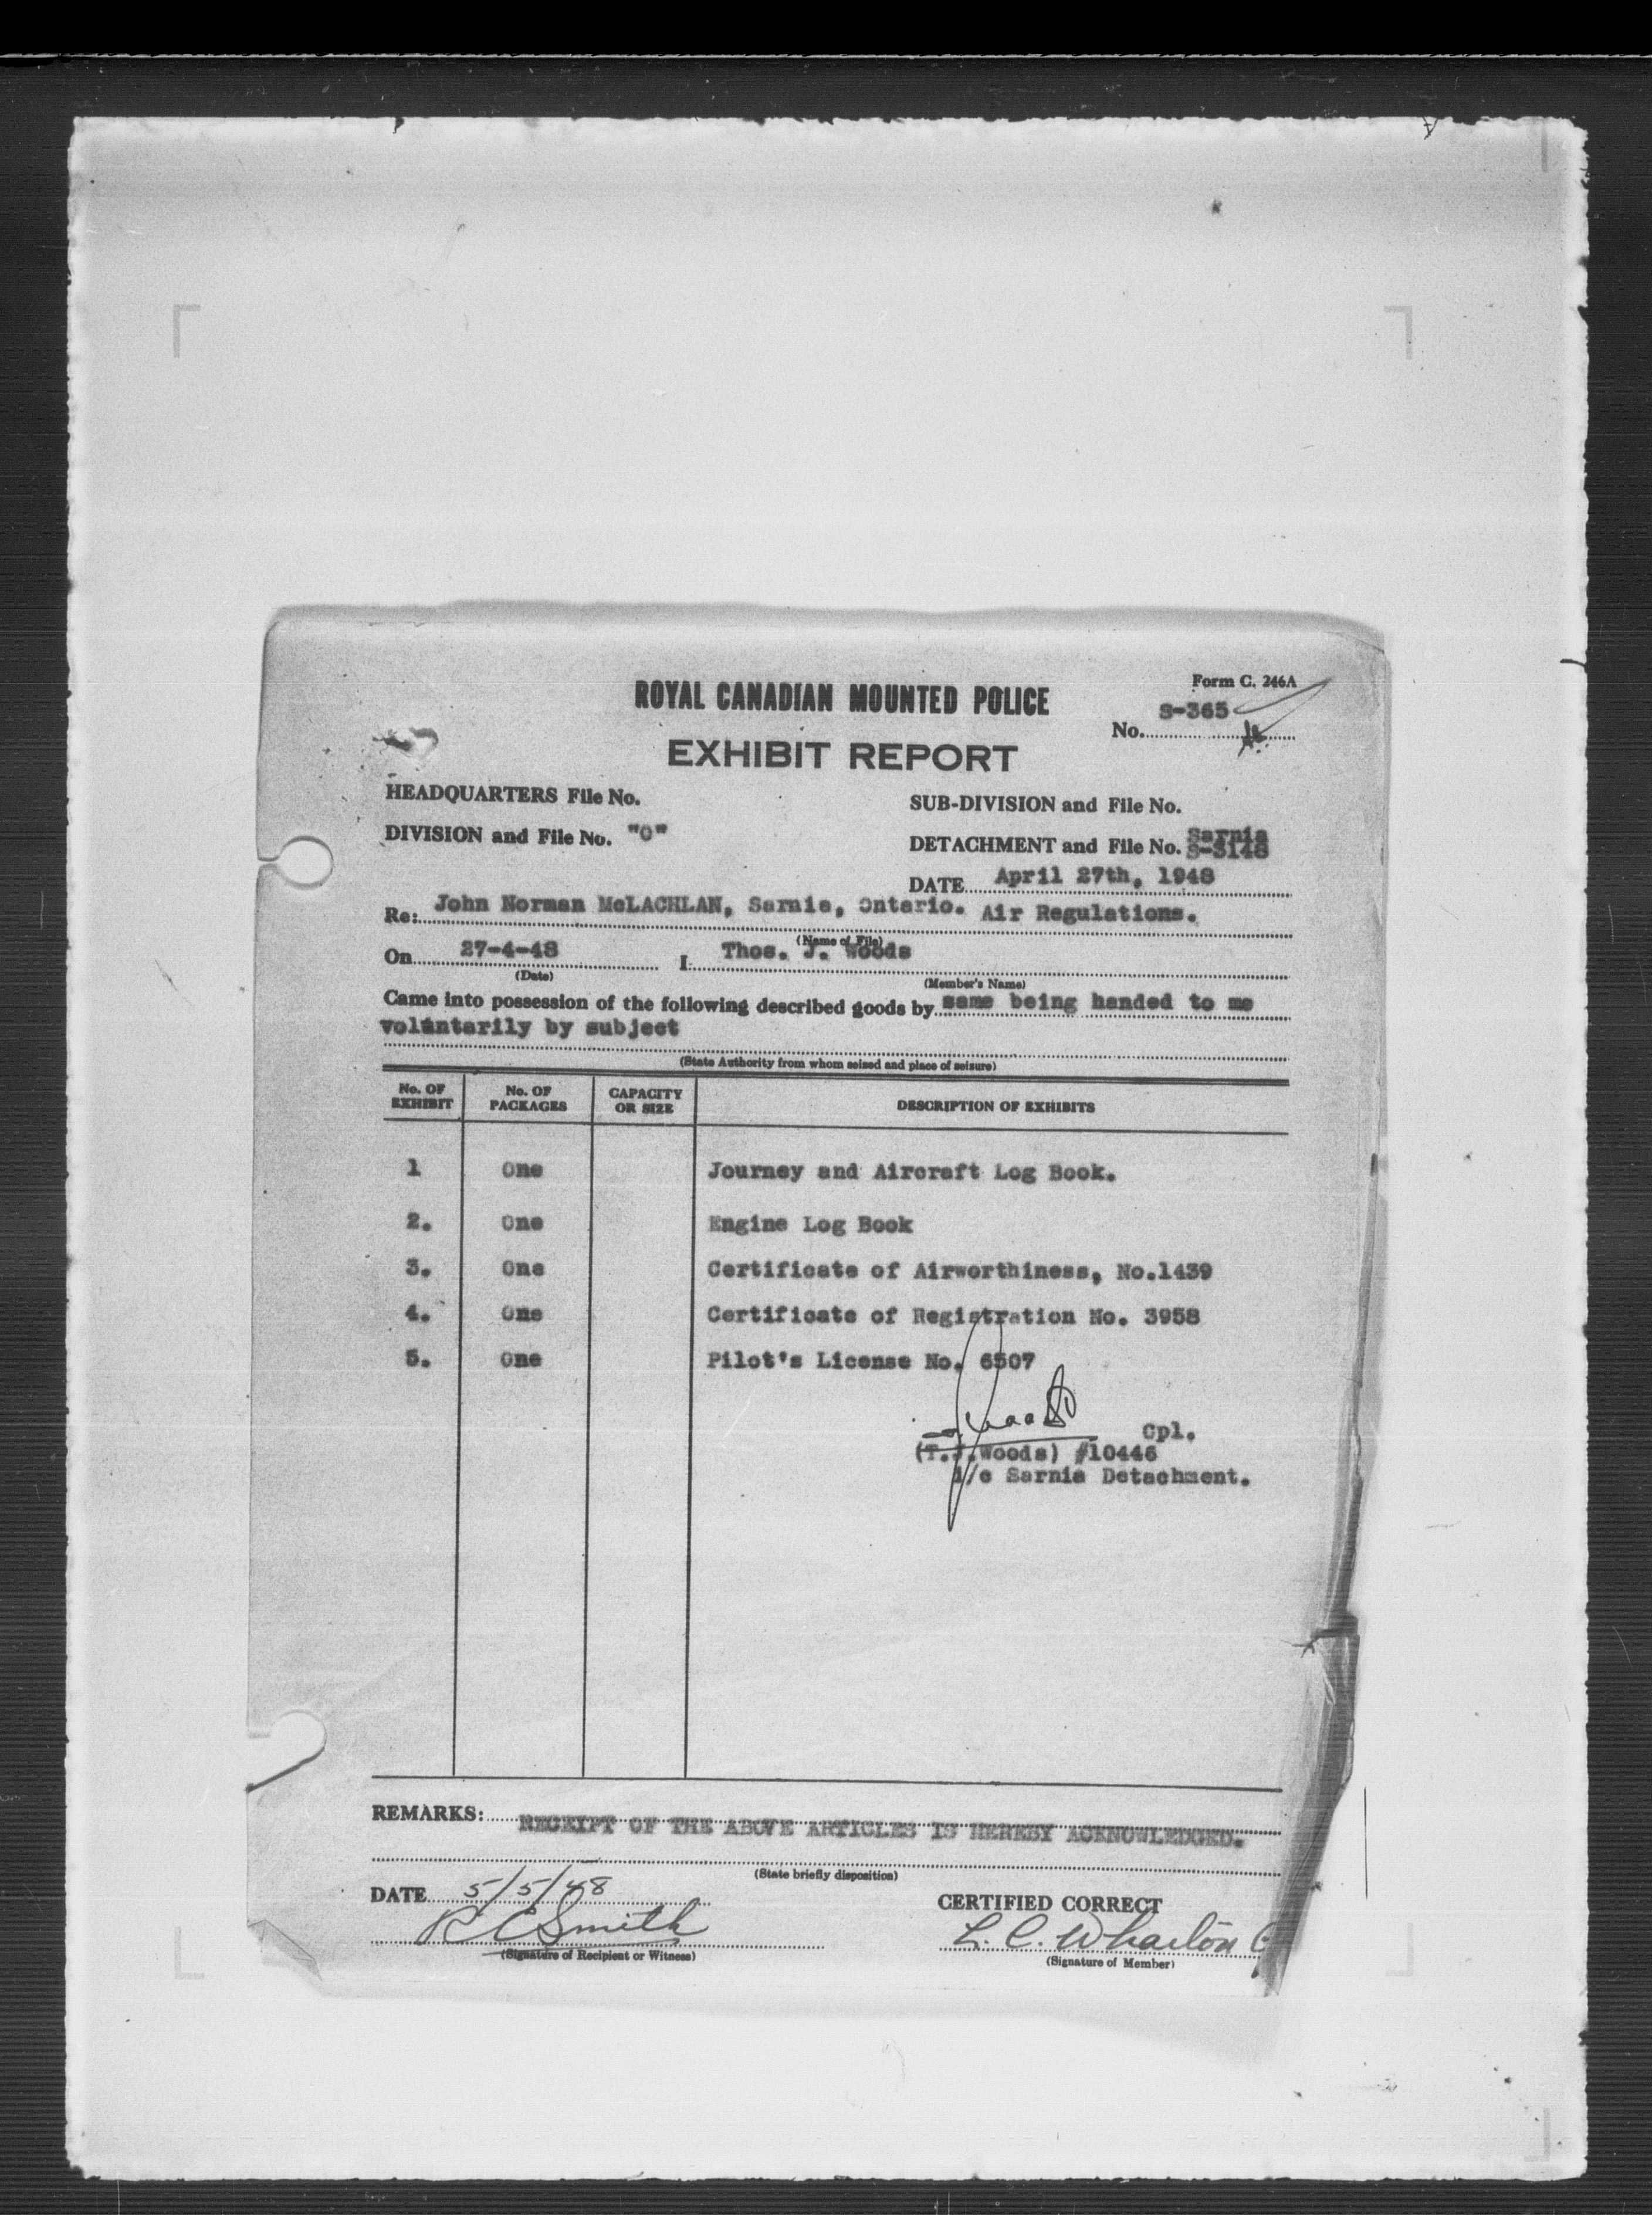 Form C. 246A
ROYAL CANADIAN MOUNTED POLICE
S-365
No.
EXHIBIT REPORT
HEADQUARTERS File No.
SUB-DIVISION and File No.
DIVISION and File No. "O"
DETACHMENT and File No. Sarnia
S-3148
DATE April 27th, 1948
Re: John Norman McLACHLAN, Sarnia, Ontario. Air Regulations.
(Name of File)
On 27-4-48 I Thos. J. Woods
(Date) (Member's Name)
Came into possession of the following described goods by same being handed to me
voluntarily by subject
(State Authority from whom seized and place of seizure)
No. OF EXHIBIT No. OF PACKAGES CAPACITY OR SIZE DESCRIPTION OF EXHIBITS
1 One Journey and Aircraft Log Book.
2. One Engine Log Book
3. One Certificate of Airworthiness, No.1439
4. One Certificate of Registration No. 3958
5. One Pilot's License No. 6507
Cpl.
(T.J.Woods) #10446
i/c Sarnia Detachment.
REMARKS: RECEIPT OF THE ABOVE ARTICLES IS HEREBY ACKNOWLEDGED.
(State briefly disposition)
DATE 5/5/48
CERTIFIED CORRECT
R C Smith
L. C. Wharton
(Signature of Recipient or Witness)
(Signature of Member)